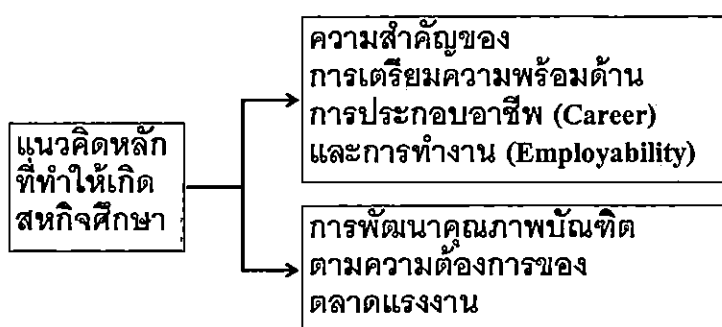 แนวคิดหลัก
ที่ทำให้เกิด
สหกิจศึกษา
ความสำคัญของ
การเตรียมความพร้อมด้าน
การประกอบอาชีพ (Career)
และการทำงาน (Employability)
การพัฒนาคุณภาพบัณฑิต
ตามความต้องการของ
ตลาดแรงงาน